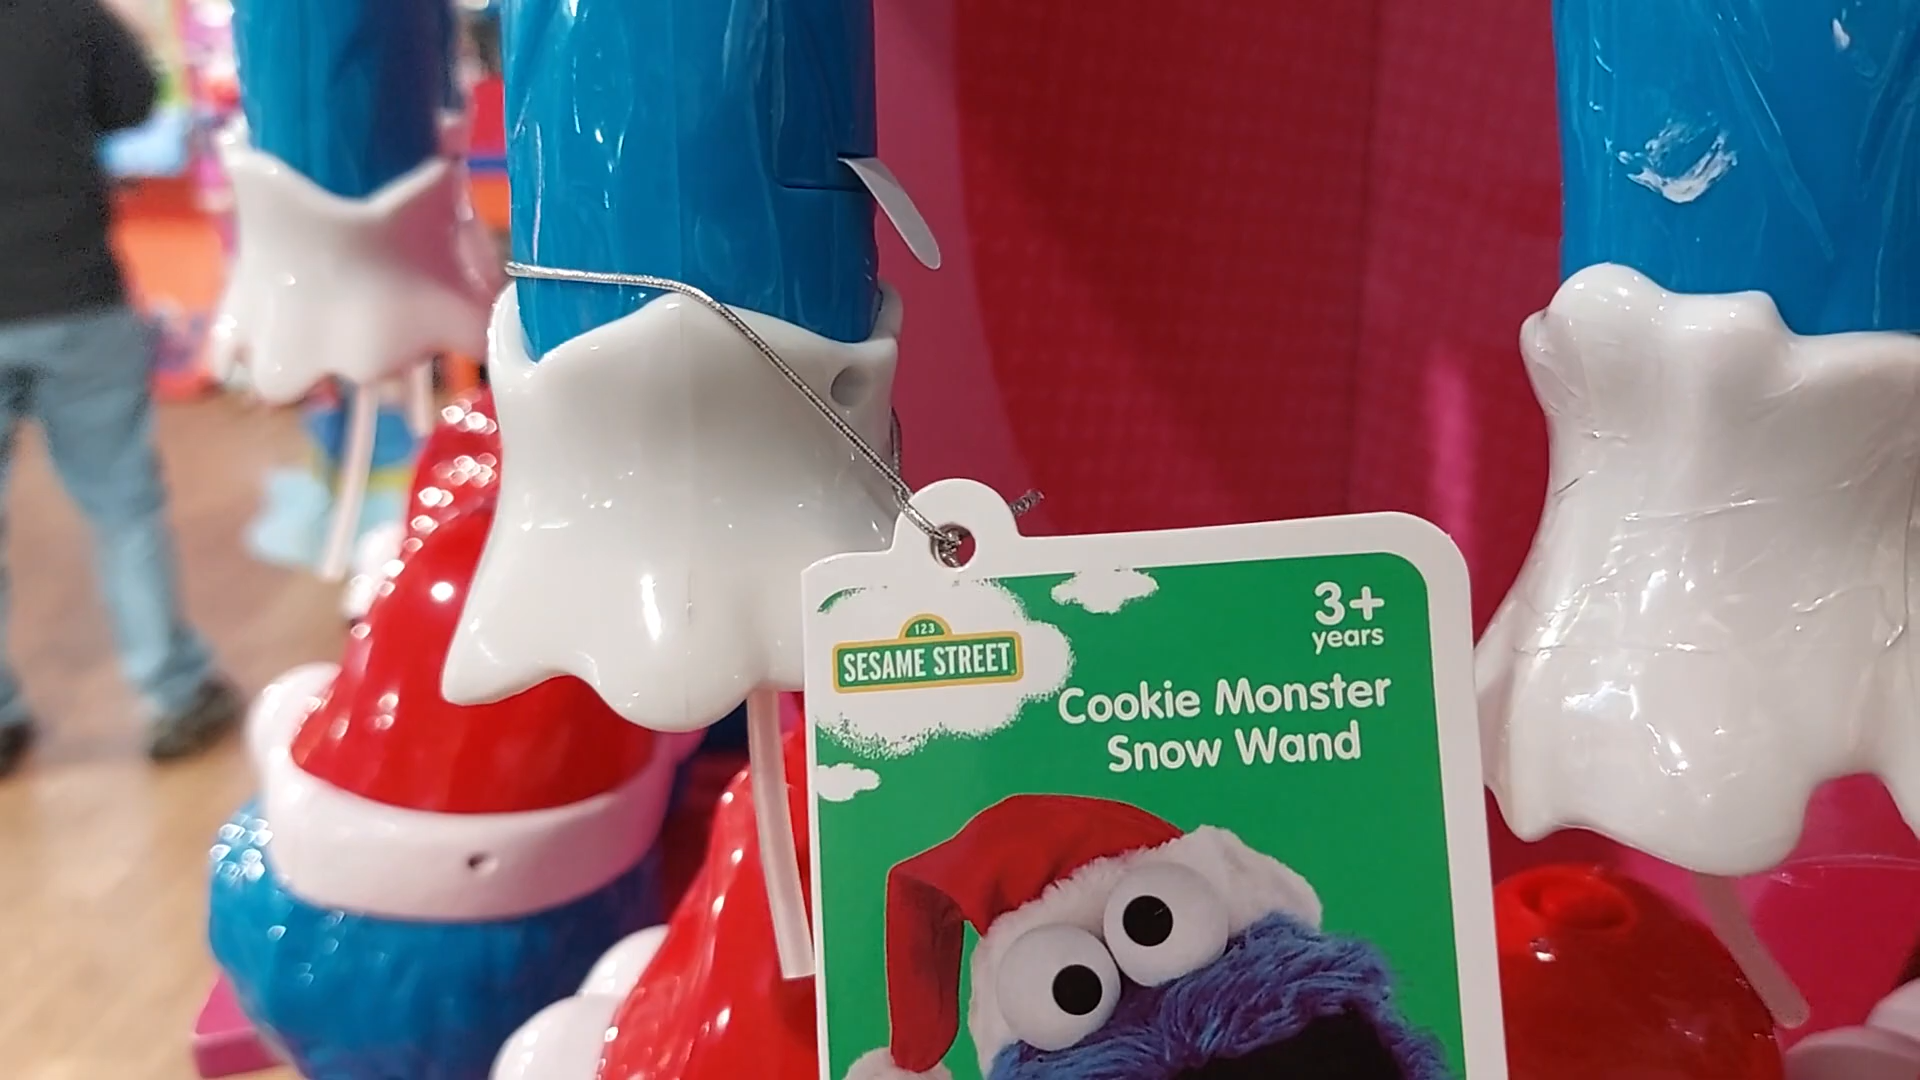 123
SESAME STREET
3+
years
Cookie Monster
Snow Wand